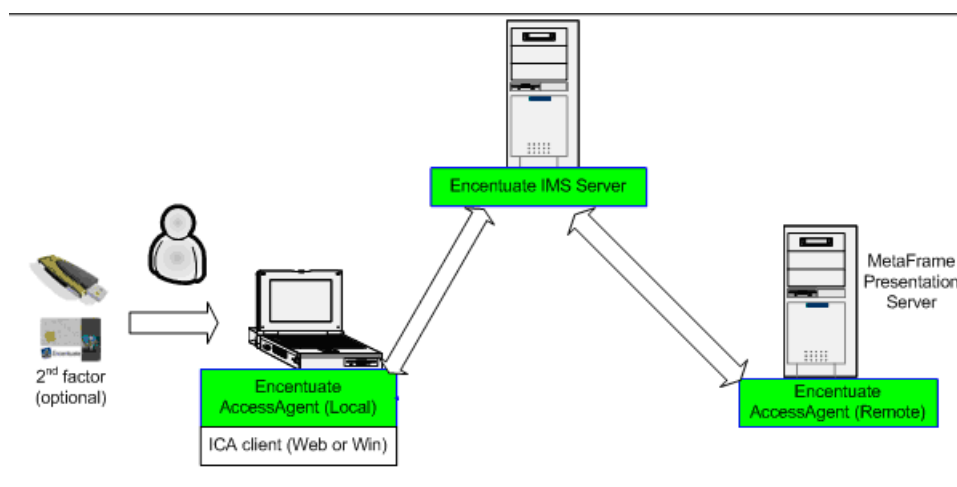 Encentuate IMS Server
MetaFrame
Presentation
Server
Encentuate
2nd factor
(optional)
Encentuate
AccessAgent (Local)
ICA client (Web or Win)
Encentuate
AccessAgent (Remote)